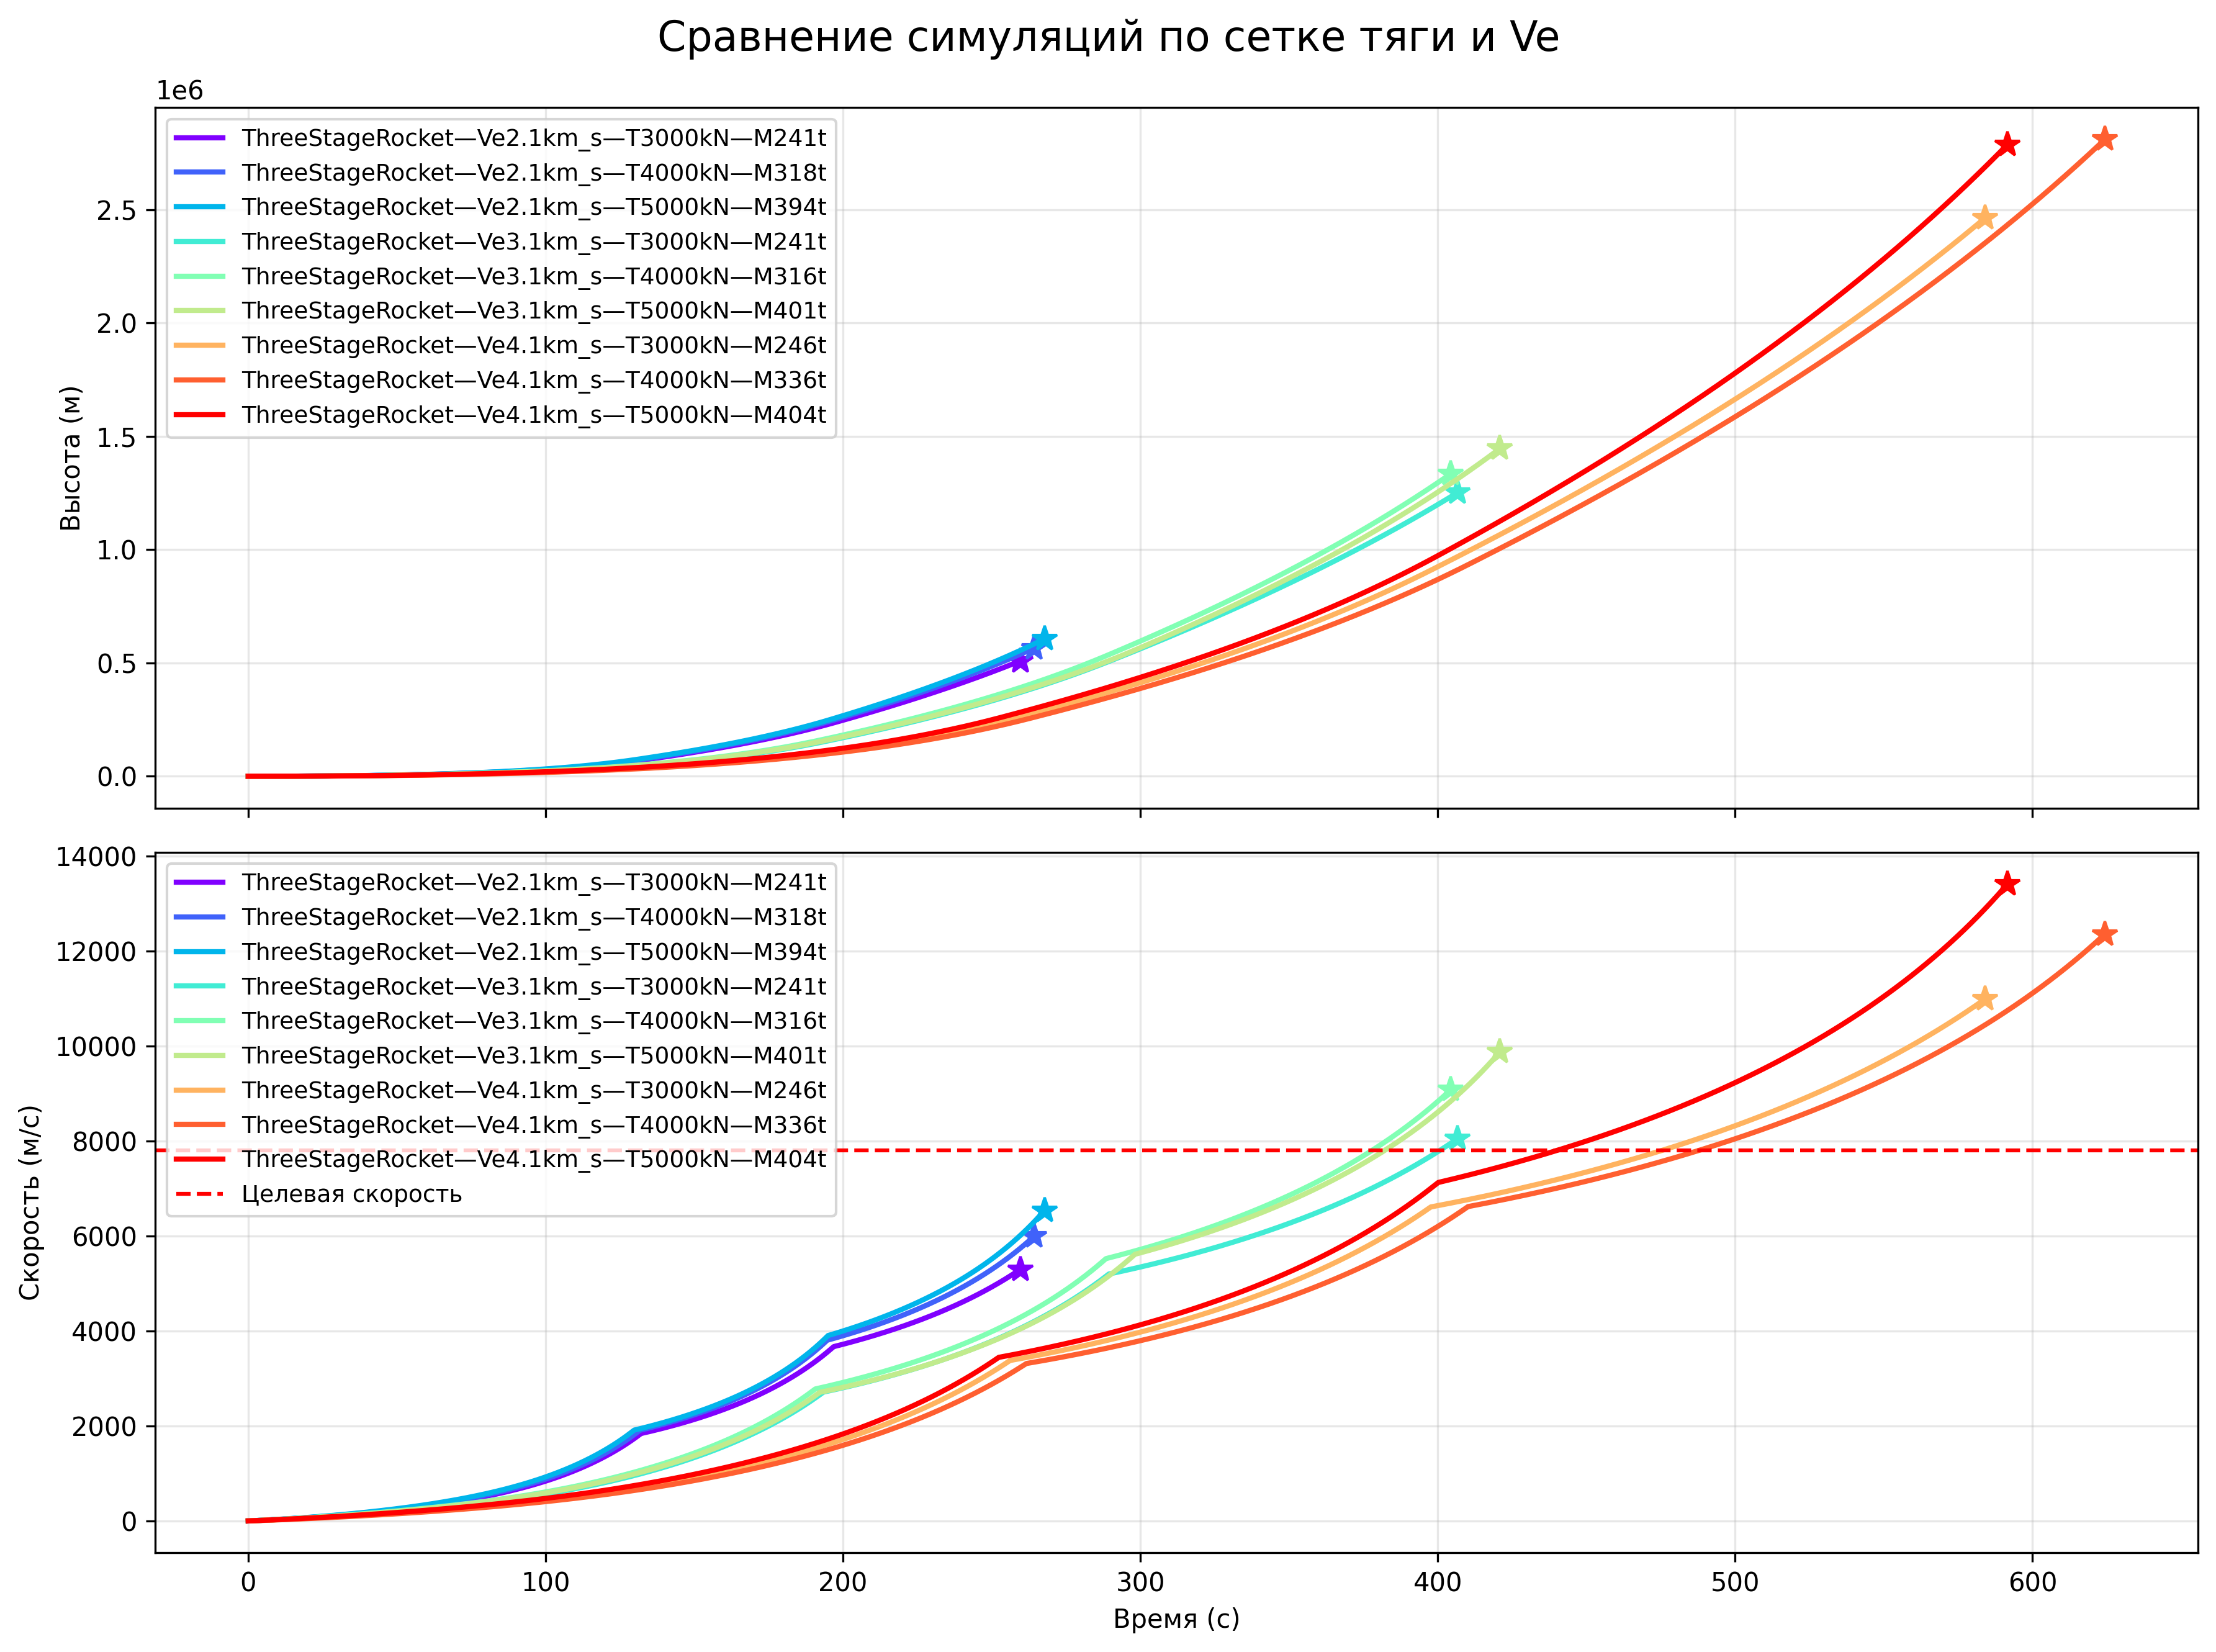 Сравнение симуляций по сетке тяги и Ve
1e6
ThreeStageRocket—Ve2.1km_s—T3000kN—M241t
ThreeStageRocket—Ve2.1km_s—T4000kN—M318t
ThreeStageRocket—Ve2.1km_s—T5000kN—M394t
ThreeStageRocket—Ve3.1km_s—T3000kN—M241t
ThreeStageRocket—Ve3.1km_s—T4000kN—M316t
ThreeStageRocket—Ve3.1km_s—T5000kN—M401t
ThreeStageRocket—Ve4.1km_s—T3000kN—M246t
ThreeStageRocket—Ve4.1km_s—T4000kN—M336t
ThreeStageRocket—Ve4.1km_s—T5000kN—M404t
2.5
2.0
1.5
1.0
0.5
0.0
Высота (м)
14000
12000
10000
8000
6000
4000
2000
0
Скорость (м/с)
ThreeStageRocket—Ve2.1km_s—T3000kN—M241t
ThreeStageRocket—Ve2.1km_s—T4000kN—M318t
ThreeStageRocket—Ve2.1km_s—T5000kN—M394t
ThreeStageRocket—Ve3.1km_s—T3000kN—M241t
ThreeStageRocket—Ve3.1km_s—T4000kN—M316t
ThreeStageRocket—Ve3.1km_s—T5000kN—M401t
ThreeStageRocket—Ve4.1km_s—T3000kN—M246t
ThreeStageRocket—Ve4.1km_s—T4000kN—M336t
ThreeStageRocket—Ve4.1km_s—T5000kN—M404t
Целевая скорость
0 100 200 300 400 500 600
Время (с)